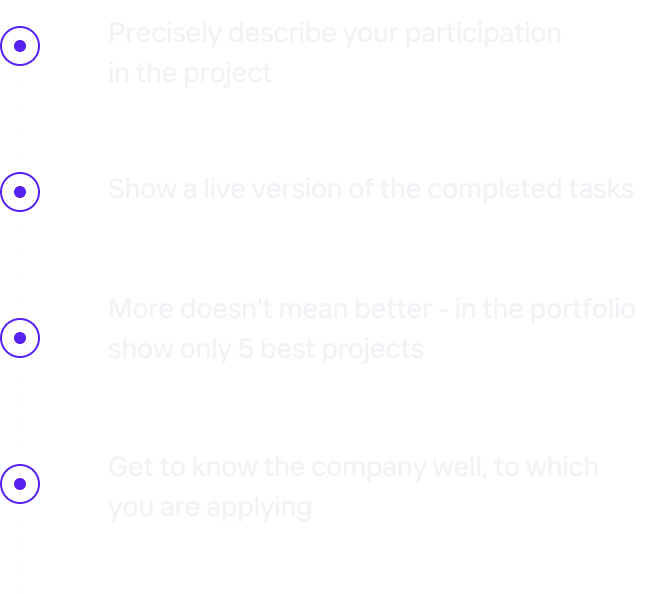 Precisely describe your participation
in the project
Show a live version of the completed tasks
More doesn't mean better - in the portfolio
show only 5 best projects
Get to know the company well, to which
you are applying